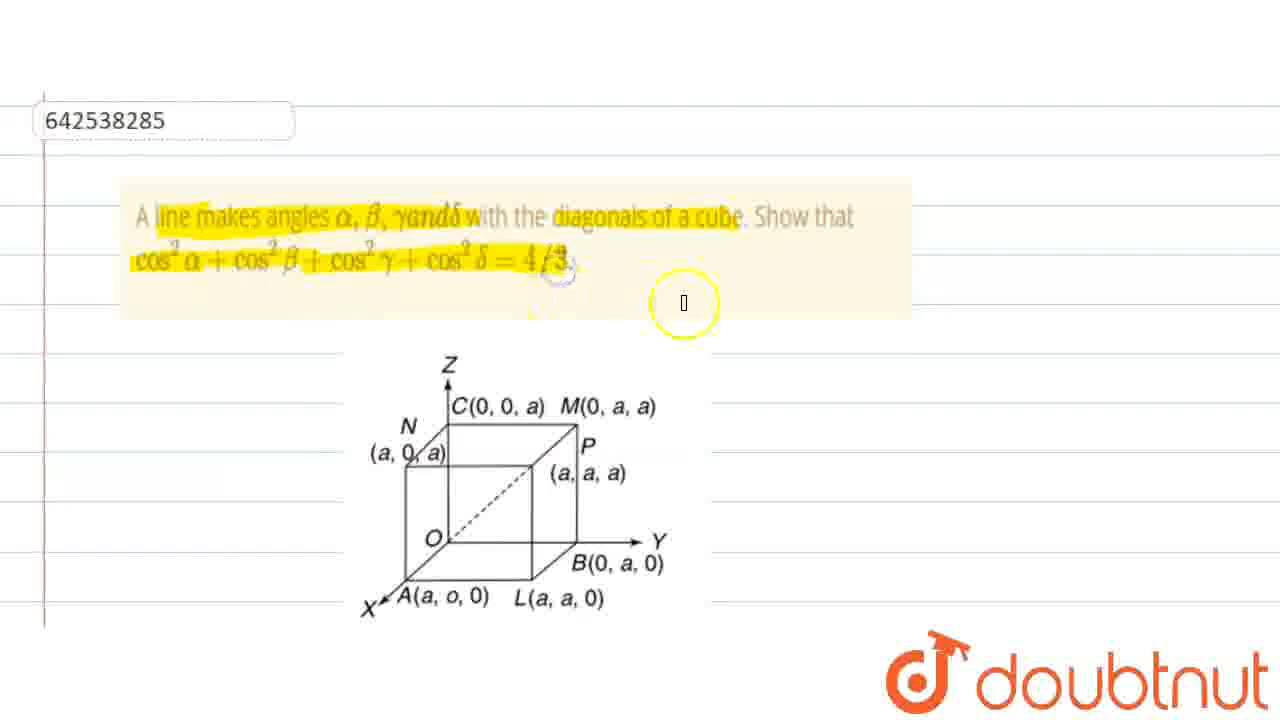 642538285
A line makes angles α, β, γandδ with the diagonals of a cube. Show that
cos² α + cos² β + cos² γ + cos² δ = 4/3.
Z
C(0, 0, a) M(0, a, a)
N
(a, 0, a)
P
(a, a, a)
O
Y
B(0, a, 0)
X
A(a, o, 0) L(a, a, 0)
doubtnut